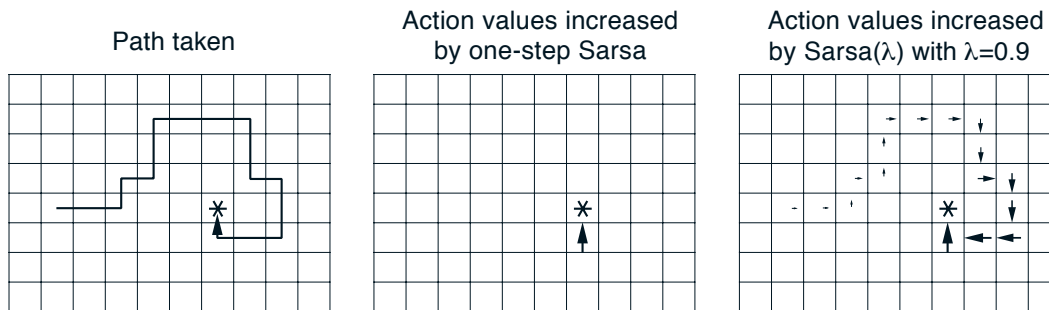 Path taken
Action values increased
by one-step Sarsa
Action values increased
by Sarsa(λ) with λ=0.9